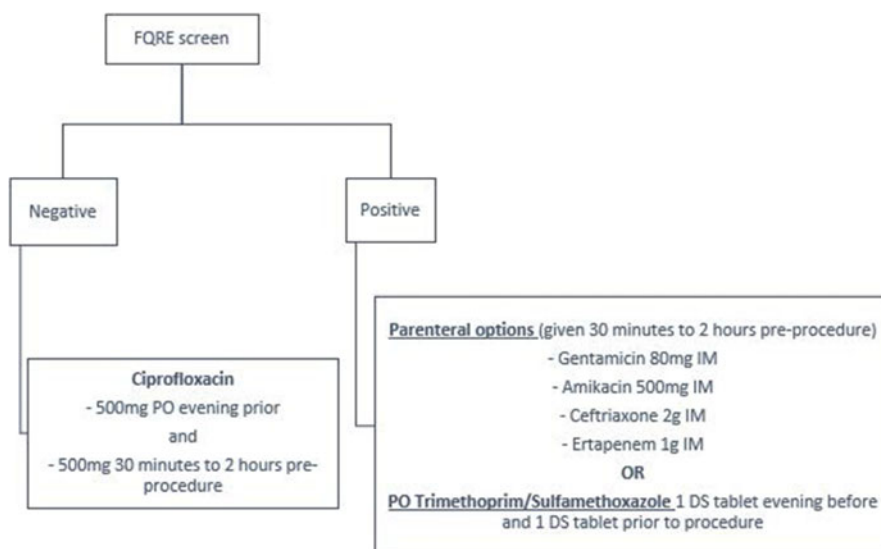 FQRE screen
Negative
Positive
Ciprofloxacin
- 500mg PO evening prior
and
- 500mg 30 minutes to 2 hours pre-
procedure
Parenteral options (given 30 minutes to 2 hours pre-procedure)
- Gentamicin 80mg IM
- Amikacin 500mg IM
- Ceftriaxone 2g IM
- Ertapenem 1g IM
OR
PO Trimethoprim/Sulfamethoxazole 1 DS tablet evening before
and 1 DS tablet prior to procedure